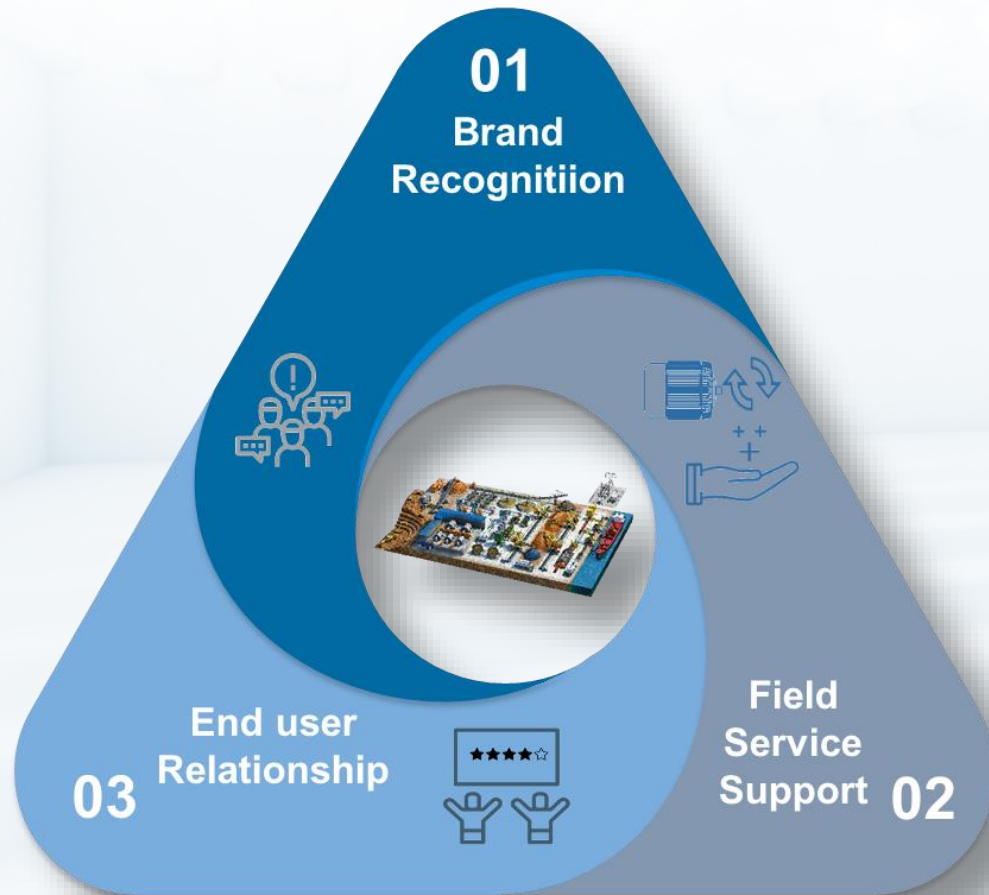 01
Brand
Recognitiion
Field
Service
Support
02
End user
Relationship
03